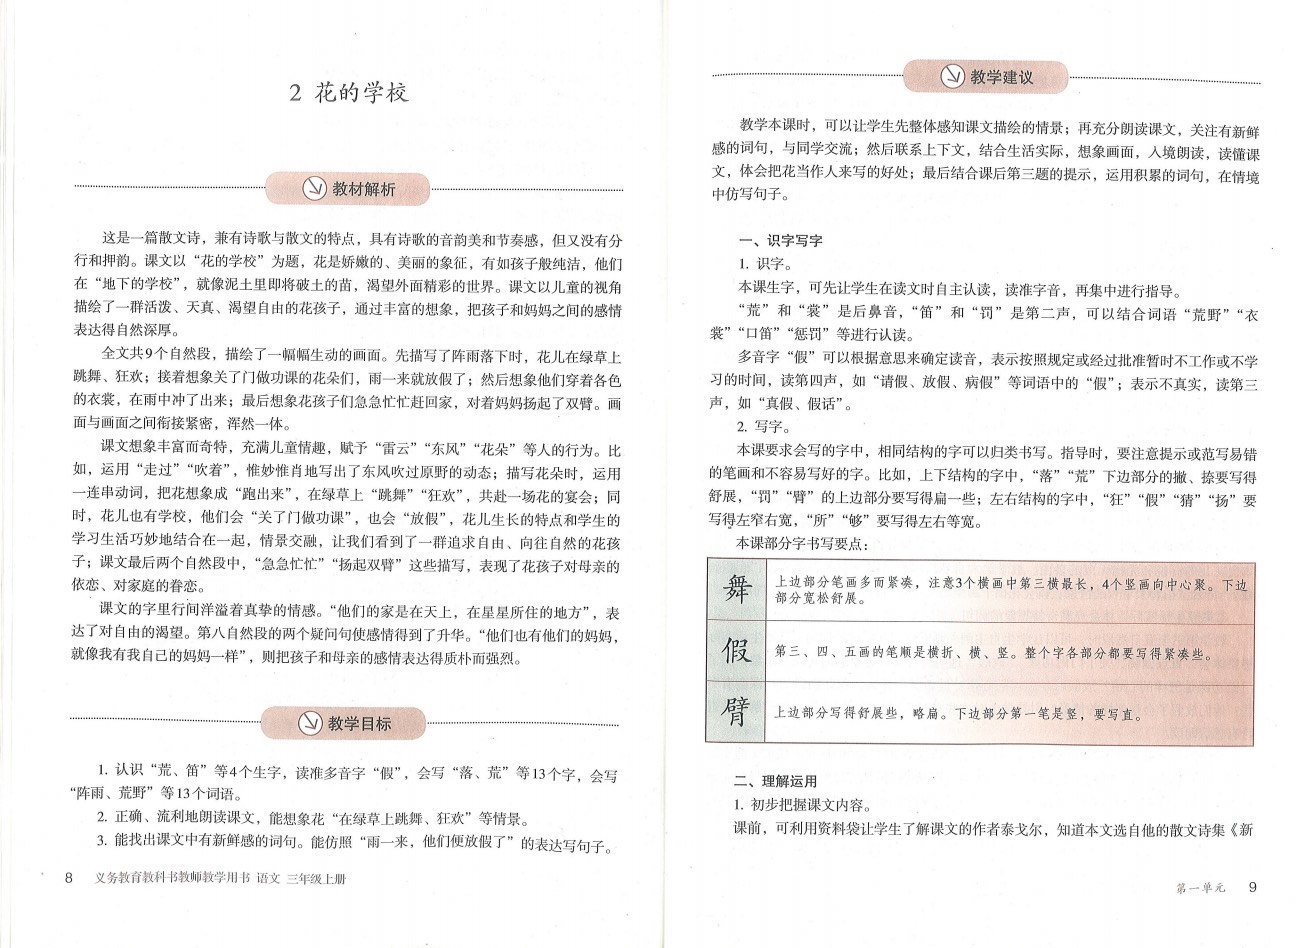 2 花的学校
教材解析
这是一篇散文诗，兼有诗歌与散文的特点，具有诗歌的音韵美和节奏感，但又没有分
行和押韵。课文以“花的学校”为题，花是娇嫩的、美丽的象征，有如孩子般纯洁，他们
在“地下的学校”，就像泥土里即将破土的苗，渴望外面精彩的世界。课文以儿童的视角
描绘了一群活泼、天真、渴望自由的花孩子，通过丰富的想象，把孩子和妈妈之间的感情
表达得自然深厚。
全文共9个自然段，描绘了一幅幅生动的画面。先描写了阵雨落下时，花儿在绿草上
跳舞、狂欢；接着想象关了门做功课的花朵们，雨一来就放假了；然后想象他们穿着各色
的衣裳，在雨中冲了出来；最后想象花孩子们急急忙忙赶回家，对着妈妈扬起了双臂。画
面与画面之间衔接紧密，浑然一体。
课文想象丰富而奇特，充满儿童情趣，赋予“雷云”“东风”“花朵”等人的行为。比
如，运用“走过”“吹着”，惟妙惟肖地写出了东风吹过原野的动态；描写花朵时，运用
一连串动词，把花想象成“跑出来”，在绿草上“跳舞”“狂欢”，共赴一场花的宴会；同
时，花儿也有学校，他们会“关了门做功课”，也会“放假”，花儿生长的特点和学生的
学习生活巧妙地结合在一起，情景交融，让我们看到了一群追求自由、向往自然的花孩
子；课文最后两个自然段中，“急急忙忙”“扬起双臂”这些描写，表现了花孩子对母亲的
依恋、对家庭的眷恋。
课文的字里行间洋溢着真挚的情感。“他们的家是在天上，在星星所住的地方”，表
达了对自由的渴望。第八自然段的两个疑问句使感情得到了升华。“他们也有他们的妈妈，
就像我有我自己的妈妈一样”，则把孩子和母亲的感情表达得质朴而强烈。
教学目标
1. 认识“荒、笛”等4个生字，读准多音字“假”，会写“落、荒”等13个字，会写
“阵雨、荒野”等13个词语。
2. 正确、流利地朗读课文，能想象花“在绿草上跳舞、狂欢”等情景。
3. 能找出课文中有新鲜感的词句。能仿照“雨一来，他们便放假了”的表达写句子。
8 义务教育教科书教师教学用书 语文 三年级上册
教学建议
教学本课时，可以让学生先整体感知课文描绘的情景；再充分朗读课文，关注有新鲜
感的词句，与同学交流；然后联系上下文，结合生活实际，想象画面，入境朗读，读懂课
文，体会把花当作人来写的好处；最后结合课后第三题的提示，运用积累的词句，在情境
中仿写句子。
一、识字写字
1. 识字。
本课生字，可先让学生在读文时自主认读，读准字音，再集中进行指导。
“荒”和“裳”是后鼻音，“笛”和“罚”是第二声，可以结合词语“荒野”“衣
裳”“口笛”“惩罚”等进行认读。
多音字“假”可以根据意思来确定读音，表示按照规定或经过批准暂时不工作或不学
习的时间，读第四声，如“请假、放假、病假”等词语中的“假”；表示不真实，读第三
声，如“真假、假话”。
2. 写字。
本课要求会写的字中，相同结构的字可以归类书写。指导时，要注意提示或范写易错
的笔画和不容易写好的字。比如，上下结构的字中，“落”“荒”下边部分的撇、捺要写得
舒展，“罚”“臂”的上边部分要写得扁一些；左右结构的字中，“狂”“假”“猜”“扬”要
写得左窄右宽，“所”“够”要写得左右等宽。
本课部分字书写要点：
舞 上边部分笔画多而紧凑，注意3个横画中第三横最长，4个竖画向中心聚。下边
部分宽松舒展。
假 第三、四、五画的笔顺是横折、横、竖。整个字各部分都要写得紧凑些。
臂 上边部分写得舒展些，略扁。下边部分第一笔是竖，要写直。
二、理解运用
1. 初步把握课文内容。
课前，可利用资料袋让学生了解课文的作者泰戈尔，知道本文选自他的散文诗集《新
第一单元 9